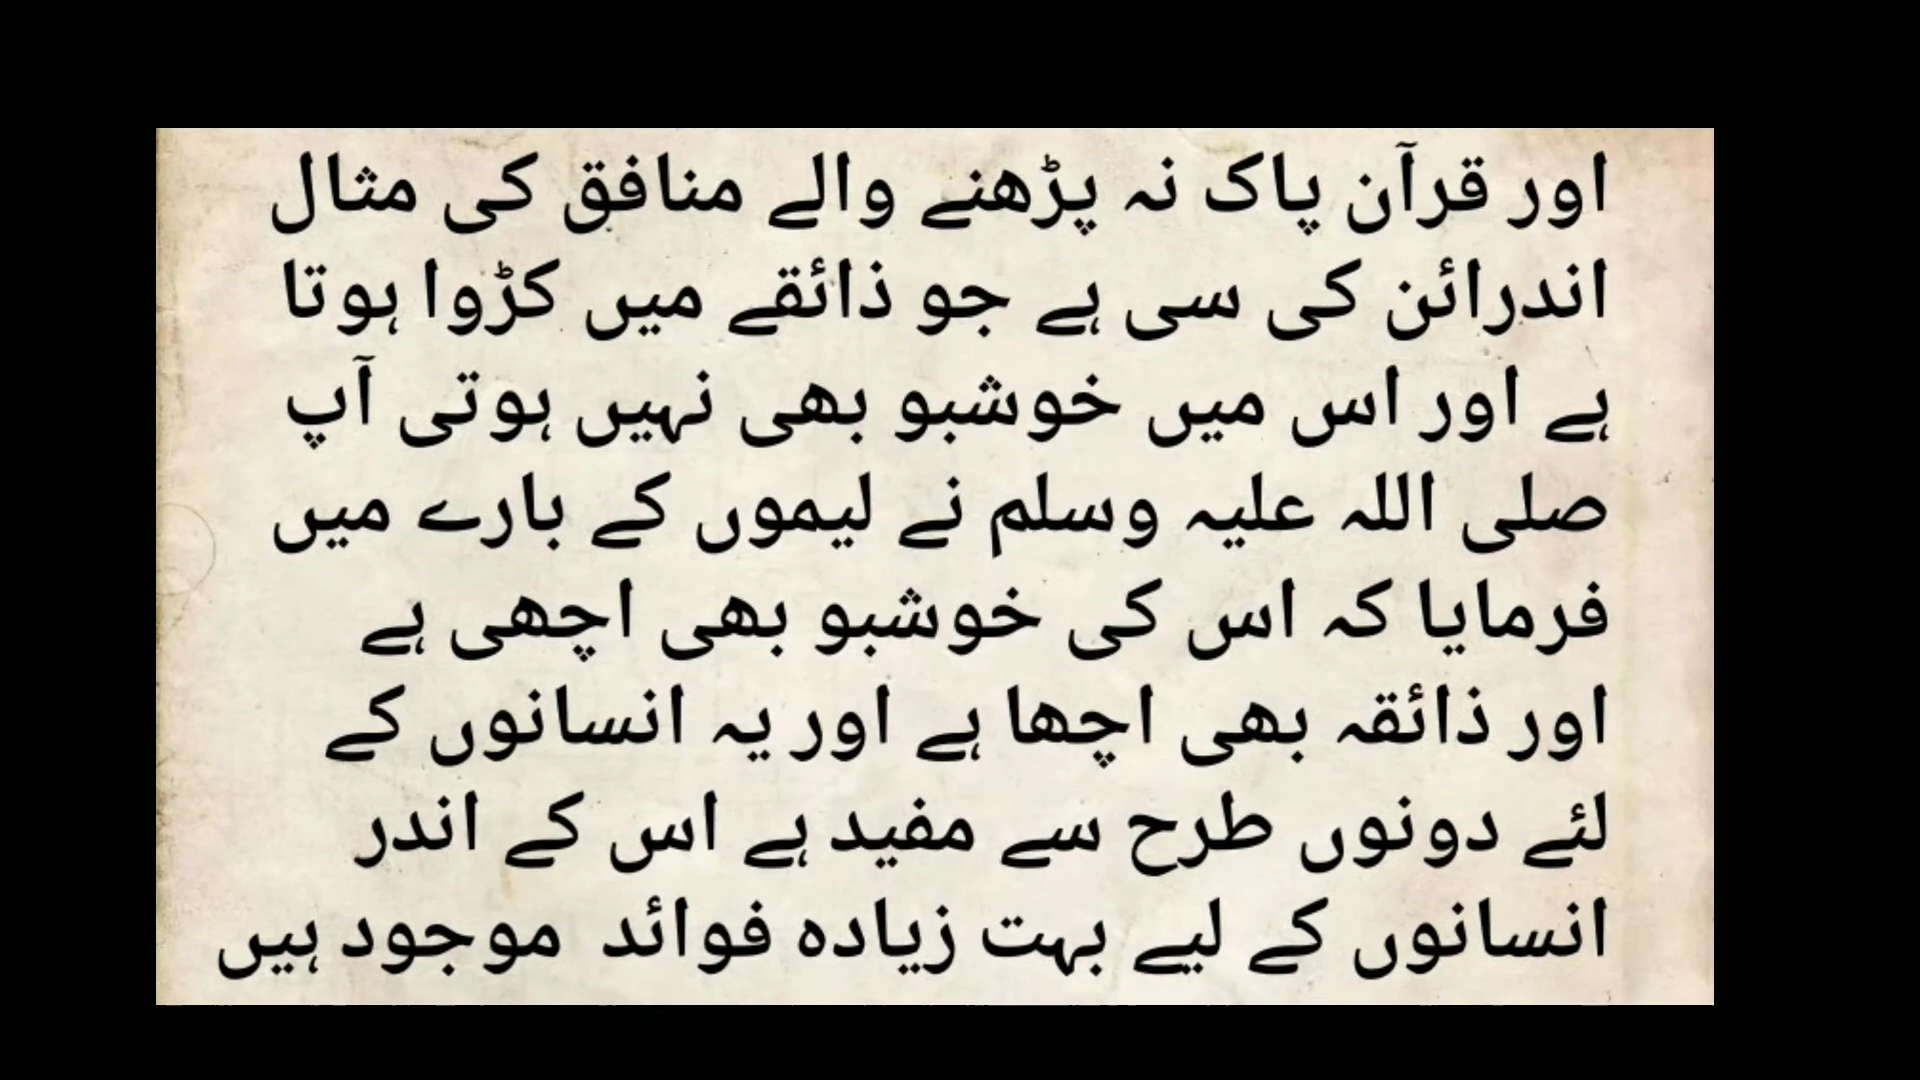 اور قرآن پاک نہ پڑھنے والے منافق کی مثال
اندرائن کی سی ہے جو ذائقے میں کڑوا ہوتا
ہے اور اس میں خوشبو بھی نہیں ہوتی آپ
صلی اللہ علیہ وسلم نے لیموں کے بارے میں
فرمایا کہ اس کی خوشبو بھی اچھی ہے
اور ذائقہ بھی اچھا ہے اور یہ انسانوں کے
لئے دونوں طرح سے مفید ہے اس کے اندر
انسانوں کے لیے بہت زیادہ فوائد موجود ہیں